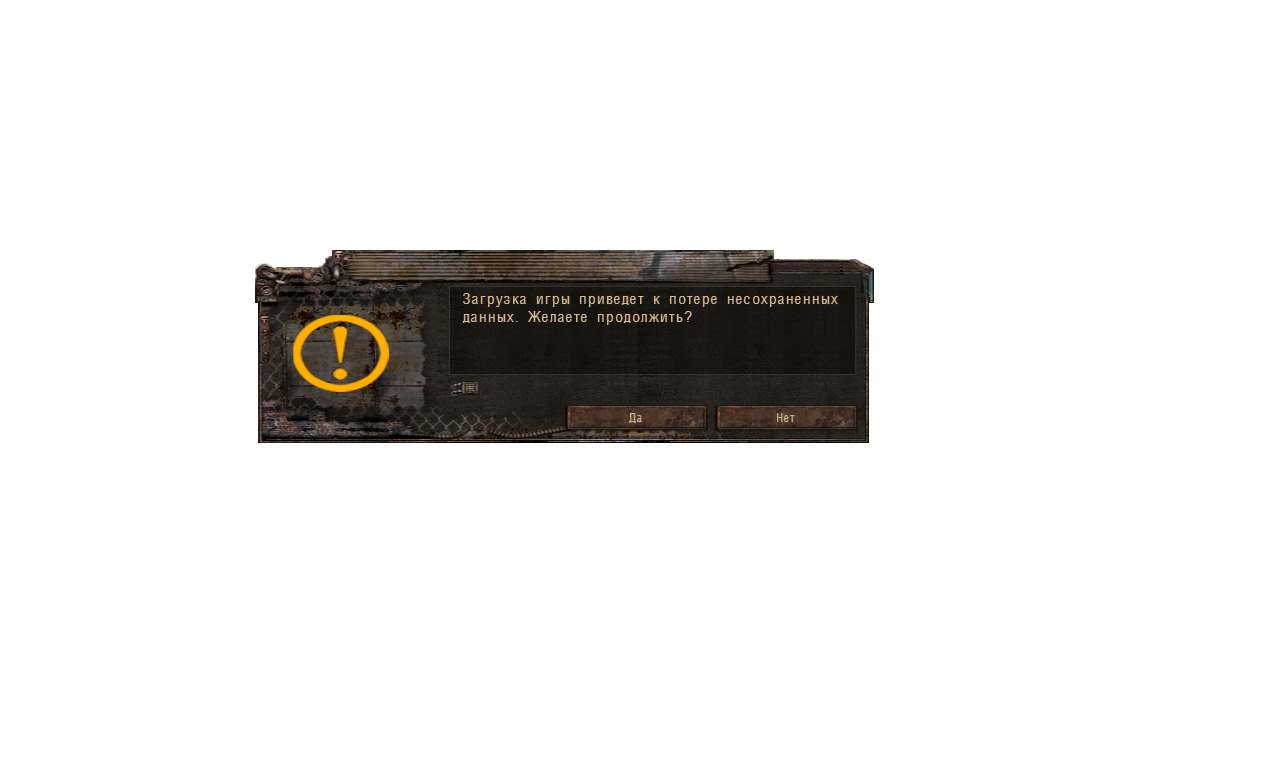 Загрузка игры приведет к потере несохраненных
данных. Желаете продолжить?
Да
Нет